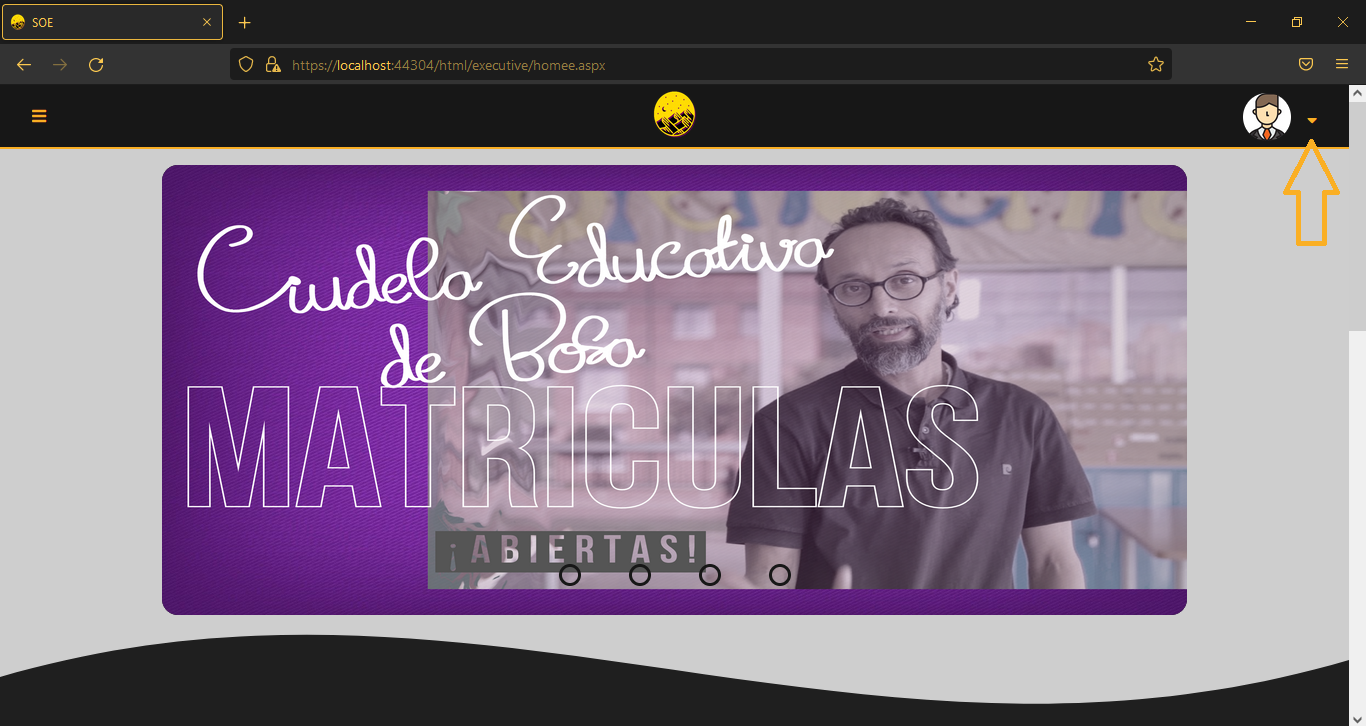 SOE
https://localhost:44304/html/executive/homee.aspx
Ciudela Educativa
de Bosa
MATRICULAS
¡ABIERTAS!